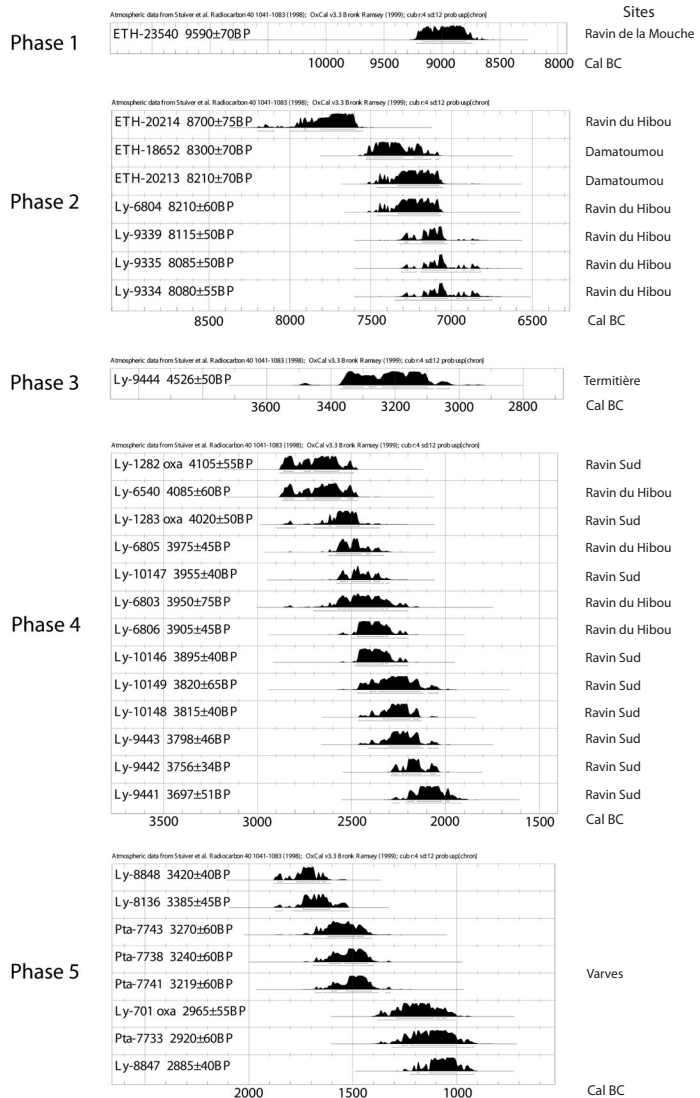 Sites
Atmospheric data from Stuiver et al. Radiocarbon 40 1041-1083 (1998); OxCal v3.3 Bronk Ramsey (1999); cub r:4 sd:12 prob usp[chron]
Phase 1
ETH-23540 9590±70BP
Ravin de la Mouche
10000 9500 9000 8500 8000
Cal BC
Atmospheric data from Stuiver et al. Radiocarbon 40 1041-1083 (1998); OxCal v3.3 Bronk Ramsey (1999); cub r:4 sd:12 prob usp[chron]
Phase 2
ETH-20214 8700±75BP Ravin du Hibou
ETH-18652 8300±70BP Damatoumou
ETH-20213 8210±70BP Damatoumou
Ly-6804 8210±60BP Ravin du Hibou
Ly-9339 8115±50BP Ravin du Hibou
Ly-9335 8085±50BP Ravin du Hibou
Ly-9334 8080±55BP Ravin du Hibou
8500 8000 7500 7000 6500 Cal BC
Atmospheric data from Stuiver et al. Radiocarbon 40 1041-1083 (1998); OxCal v3.3 Bronk Ramsey (1999); cub r:4 sd:12 prob usp[chron]
Phase 3
Ly-9444 4526±50BP Termitière
3600 3400 3200 3000 2800 Cal BC
Atmospheric data from Stuiver et al. Radiocarbon 40 1041-1083 (1998); OxCal v3.3 Bronk Ramsey (1999); cub r:4 sd:12 prob usp[chron]
Phase 4
Ly-1282 oxa 4105±55BP Ravin Sud
Ly-6540 4085±60BP Ravin du Hibou
Ly-1283 oxa 4020±50BP Ravin Sud
Ly-6805 3975±45BP Ravin du Hibou
Ly-10147 3955±40BP Ravin Sud
Ly-6803 3950±75BP Ravin du Hibou
Ly-6806 3905±45BP Ravin du Hibou
Ly-10146 3895±40BP Ravin Sud
Ly-10149 3820±65BP Ravin Sud
Ly-10148 3815±40BP Ravin Sud
Ly-9443 3798±46BP Ravin Sud
Ly-9442 3756±34BP Ravin Sud
Ly-9441 3697±51BP Ravin Sud
3500 3000 2500 2000 1500 Cal BC
Atmospheric data from Stuiver et al. Radiocarbon 40 1041-1083 (1998); OxCal v3.3 Bronk Ramsey (1999); cub r:4 sd:12 prob usp[chron]
Phase 5
Ly-8848 3420±40BP
Ly-8136 3385±45BP
Pta-7743 3270±60BP
Pta-7738 3240±60BP
Varves
Pta-7741 3219±60BP
Ly-701 oxa 2965±55BP
Pta-7733 2920±60BP
Ly-8847 2885±40BP
2000 1500 1000 Cal BC